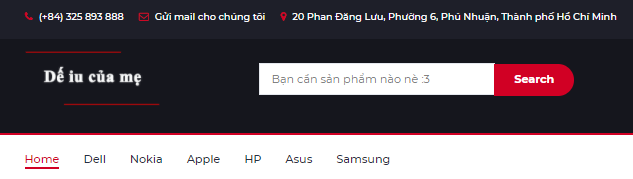 (+84) 325 893 888 Gửi mail cho chúng tôi 20 Phan Đăng Lưu, Phường 6, Phú Nhuận, Thành phố Hồ Chí Minh
Dế iu của mẹ
Bạn cần sản phẩm nào nè :3 Search
Home Dell Nokia Apple HP Asus Samsung